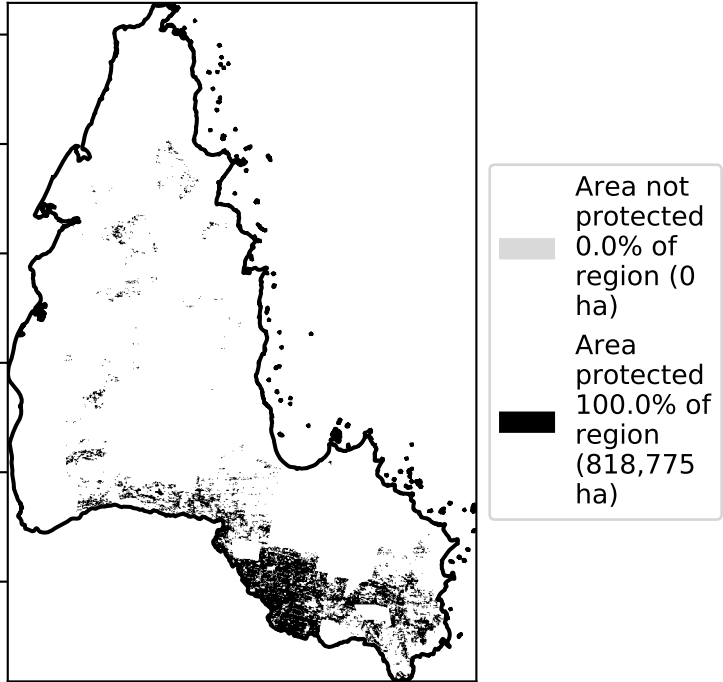 Area not
protected
0.0% of
region (0
ha)
Area
protected
100.0% of
region
(818,775
ha)